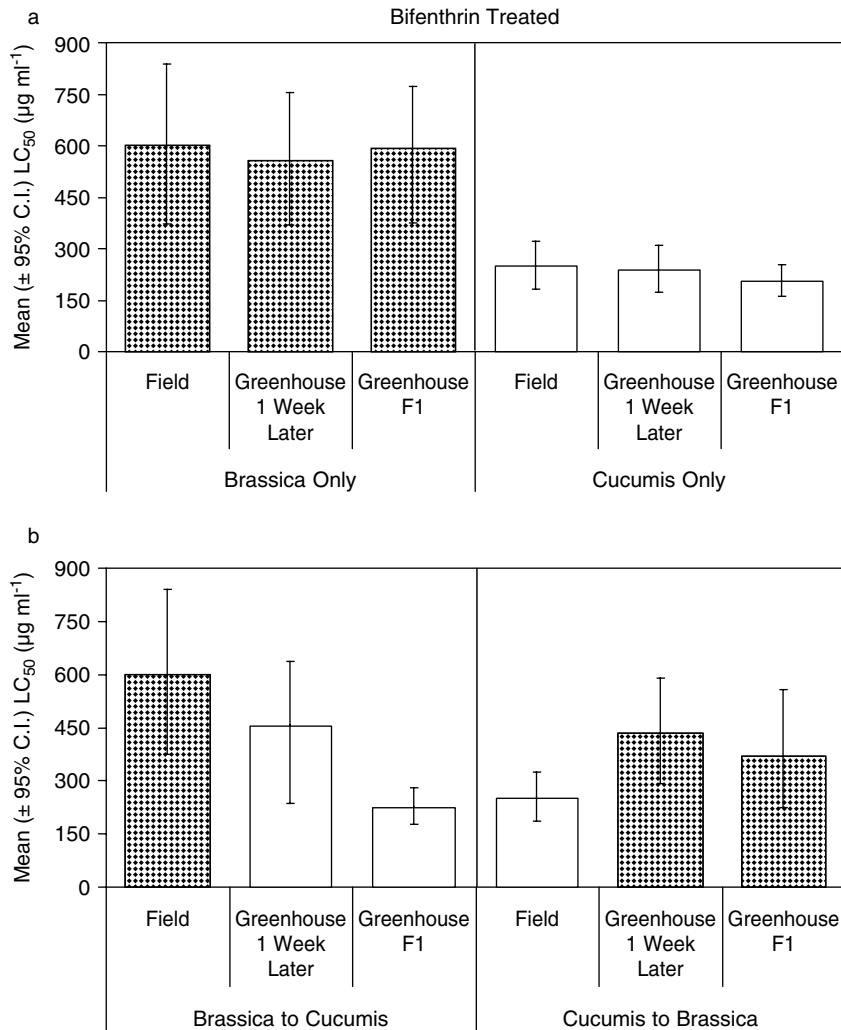 a
Bifenthrin Treated
Mean (± 95% C.I.) LC₅₀ (µg ml⁻¹)
900
750
600
450
300
150
0
Field
Greenhouse
1 Week
Later
Greenhouse
F1
Field
Greenhouse
1 Week
Later
Greenhouse
F1
Brassica Only
Cucumis Only
b
Mean (± 95% C.I.) LC₅₀ (µg ml⁻¹)
900
750
600
450
300
150
0
Field
Greenhouse
1 Week
Later
Greenhouse
F1
Field
Greenhouse
1 Week
Later
Greenhouse
F1
Brassica to Cucumis
Cucumis to Brassica